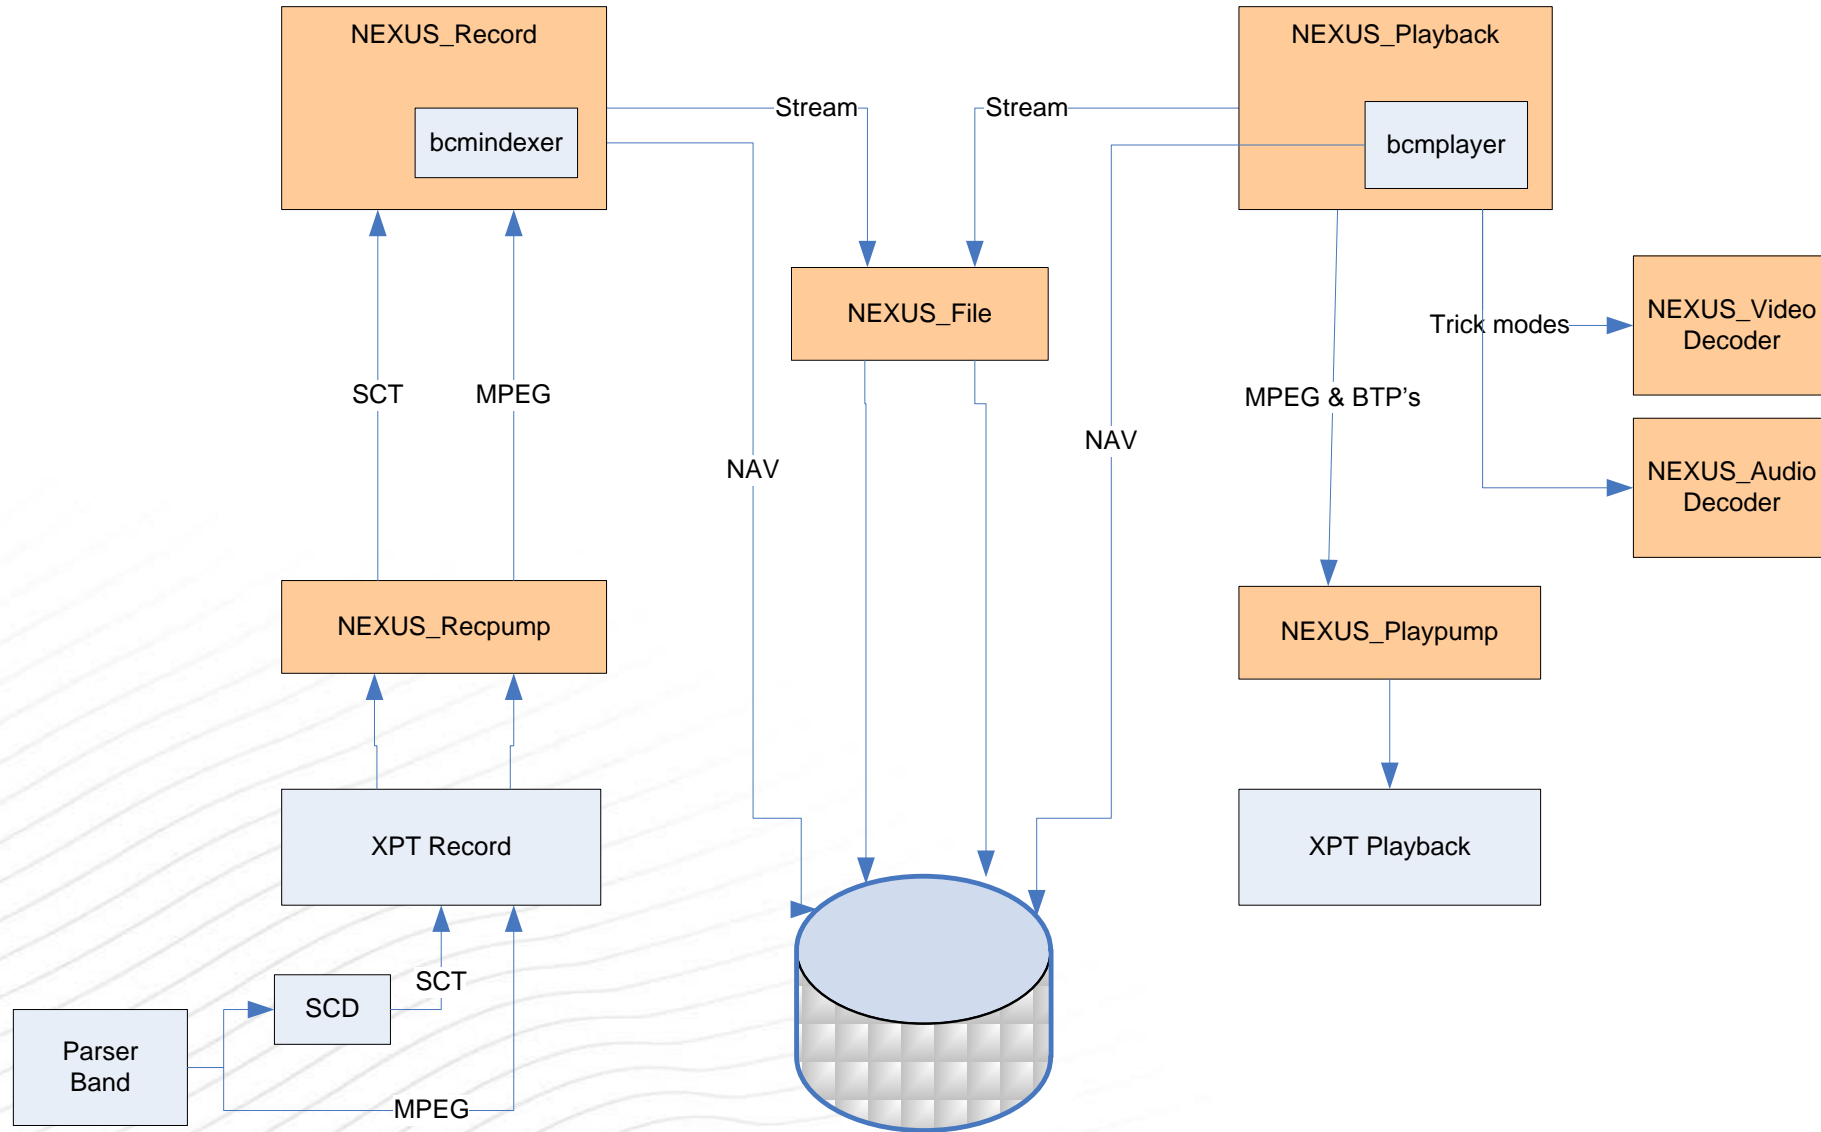 NEXUS_Record
NEXUS_Playback
Stream
Stream
bcmindexer
bcmplayer
NEXUS_File
NEXUS_Video
Decoder
Trick modes
SCT
MPEG
MPEG & BTP's
NAV
NAV
NEXUS_Audio
Decoder
NEXUS_Recpump
NEXUS_Playpump
XPT Record
XPT Playback
SCT
SCD
Parser
Band
MPEG